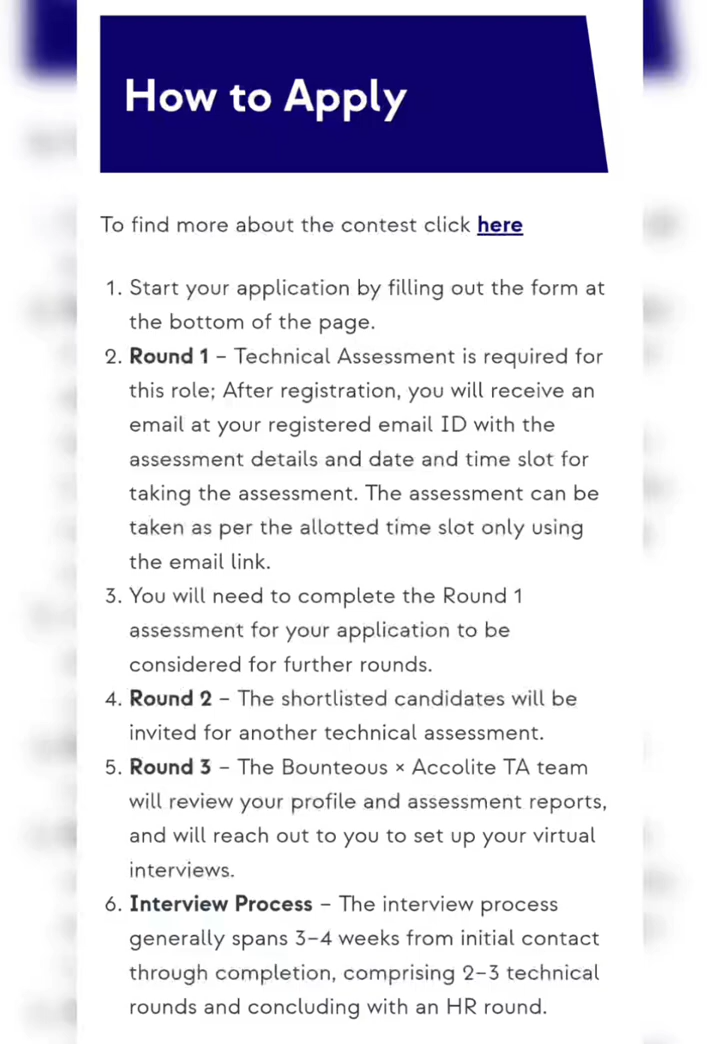 How to Apply
To find more about the contest click here
1. Start your application by filling out the form at
the bottom of the page.
2. Round 1 – Technical Assessment is required for
this role; After registration, you will receive an
email at your registered email ID with the
assessment details and date and time slot for
taking the assessment. The assessment can be
taken as per the allotted time slot only using
the email link.
3. You will need to complete the Round 1
assessment for your application to be
considered for further rounds.
4. Round 2 – The shortlisted candidates will be
invited for another technical assessment.
5. Round 3 – The Bounteous × Accolite TA team
will review your profile and assessment reports,
and will reach out to you to set up your virtual
interviews.
6. Interview Process – The interview process
generally spans 3–4 weeks from initial contact
through completion, comprising 2–3 technical
rounds and concluding with an HR round.